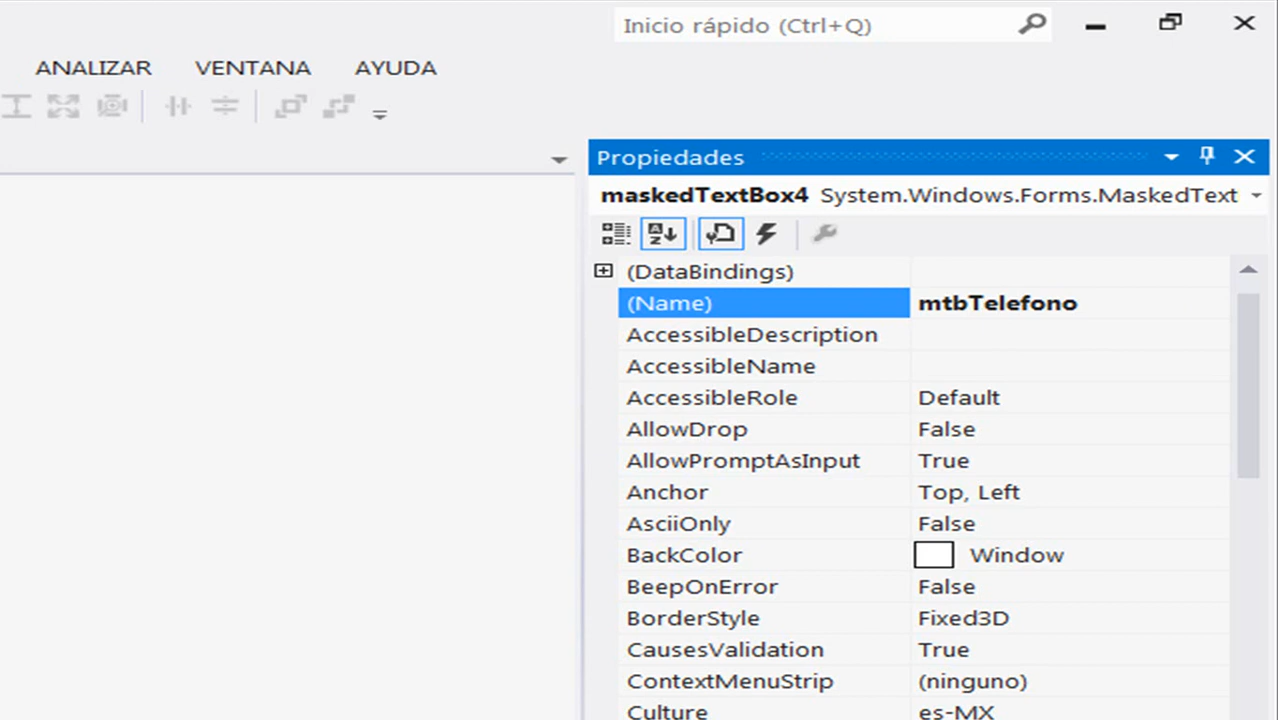 Inicio rápido (Ctrl+Q)
ANALIZAR VENTANA AYUDA
Propiedades
maskedTextBox4 System.Windows.Forms.MaskedText
(DataBindings)
(Name) mtbTelefono
AccessibleDescription
AccessibleName
AccessibleRole Default
AllowDrop False
AllowPromptAsInput True
Anchor Top, Left
AsciiOnly False
BackColor Window
BeepOnError False
BorderStyle Fixed3D
CausesValidation True
ContextMenuStrip (ninguno)
Culture es-MX